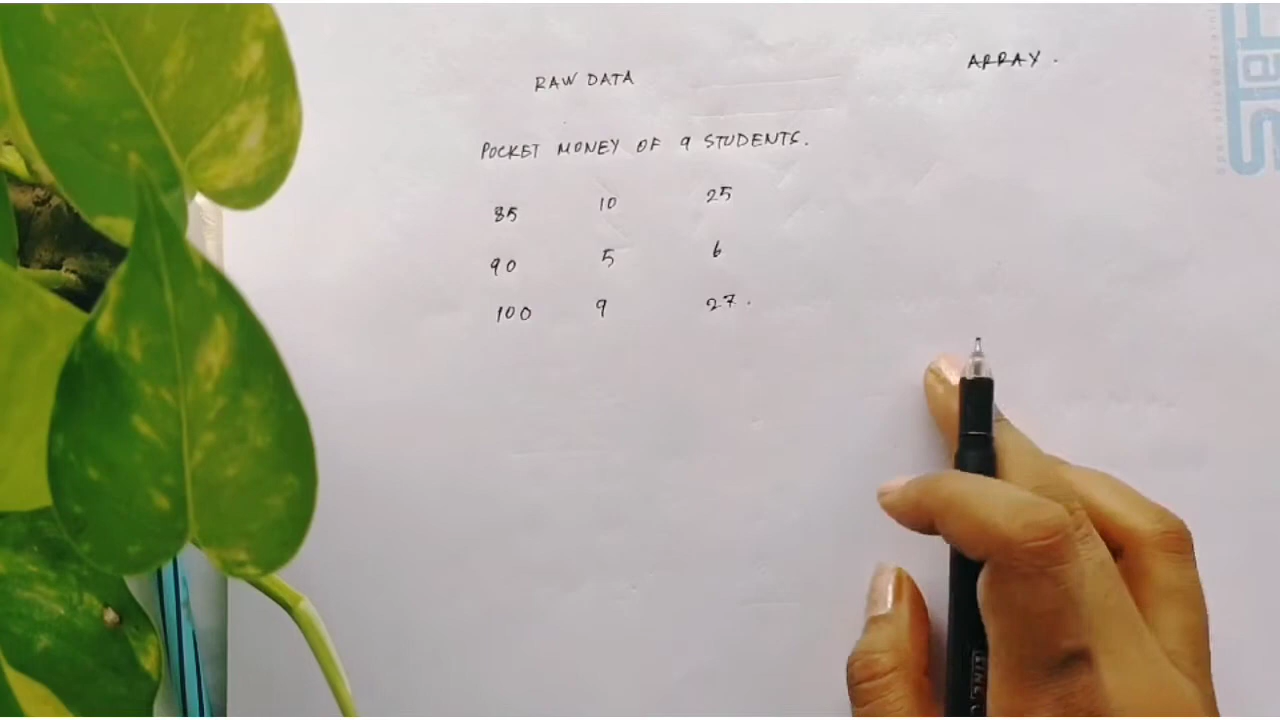 RAW DATA
ARRAY.
POCKET MONEY OF 9 STUDENTS.
85 10 25
90 5 6
100 9 27.